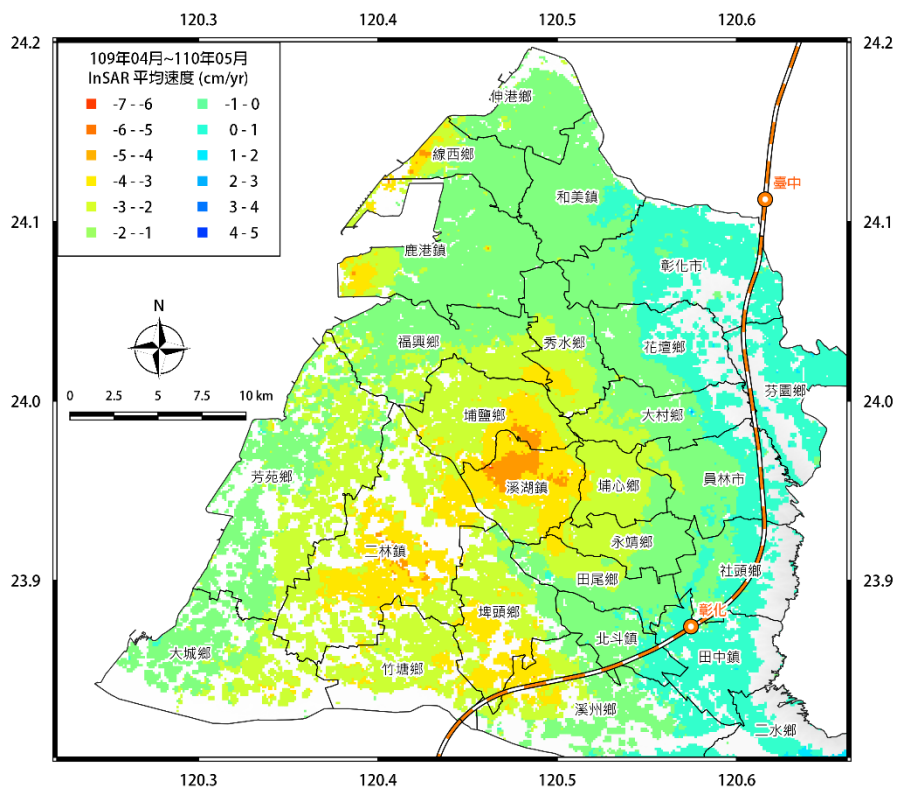 120.3 120.4 120.5 120.6
24.2 24.2
109年04月~110年05月
InSAR 平均速度 (cm/yr)
-7 - -6 -1 - 0
-6 - -5 0 - 1
-5 - -4 1 - 2
-4 - -3 2 - 3
-3 - -2 3 - 4
-2 - -1 4 - 5
伸港鄉
線西鄉
臺中
和美鎮
24.1 24.1
鹿港鎮
彰化市
N
福興鄉 秀水鄉 花壇鄉
芬園鄉
0 2.5 5 7.5 10 km
24.0 24.0
埔鹽鄉 大村鄉
芳苑鄉 溪湖鎮 埔心鄉 員林市
二林鎮 永靖鄉
田尾鄉 社頭鄉
23.9 23.9
埤頭鄉 彰化
大城鄉 北斗鎮 田中鎮
竹塘鄉
溪州鄉
二水鄉
120.3 120.4 120.5 120.6